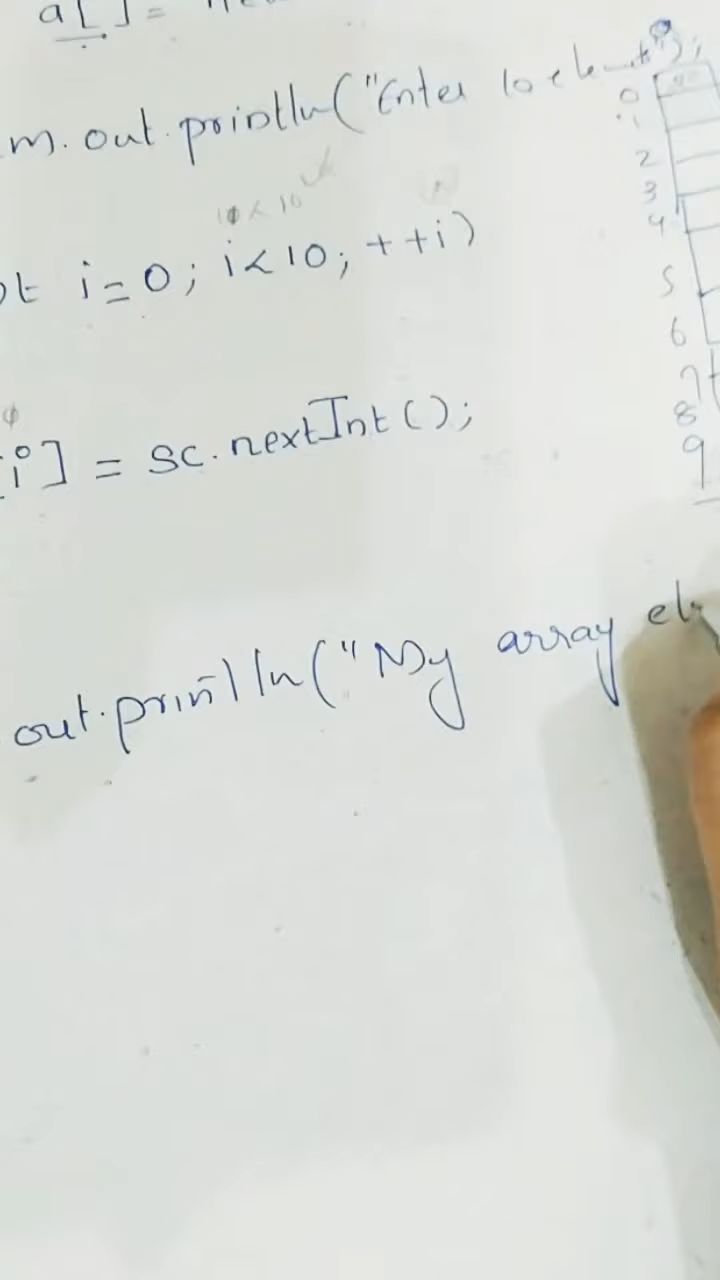 a[ ] =
m.out.println("Enter 10 element");
i=0; i<10; ++i)
10<10
i] = sc.nextInt();
out.println("My array ele
0
1
2
3
4
5
6
7
8
9